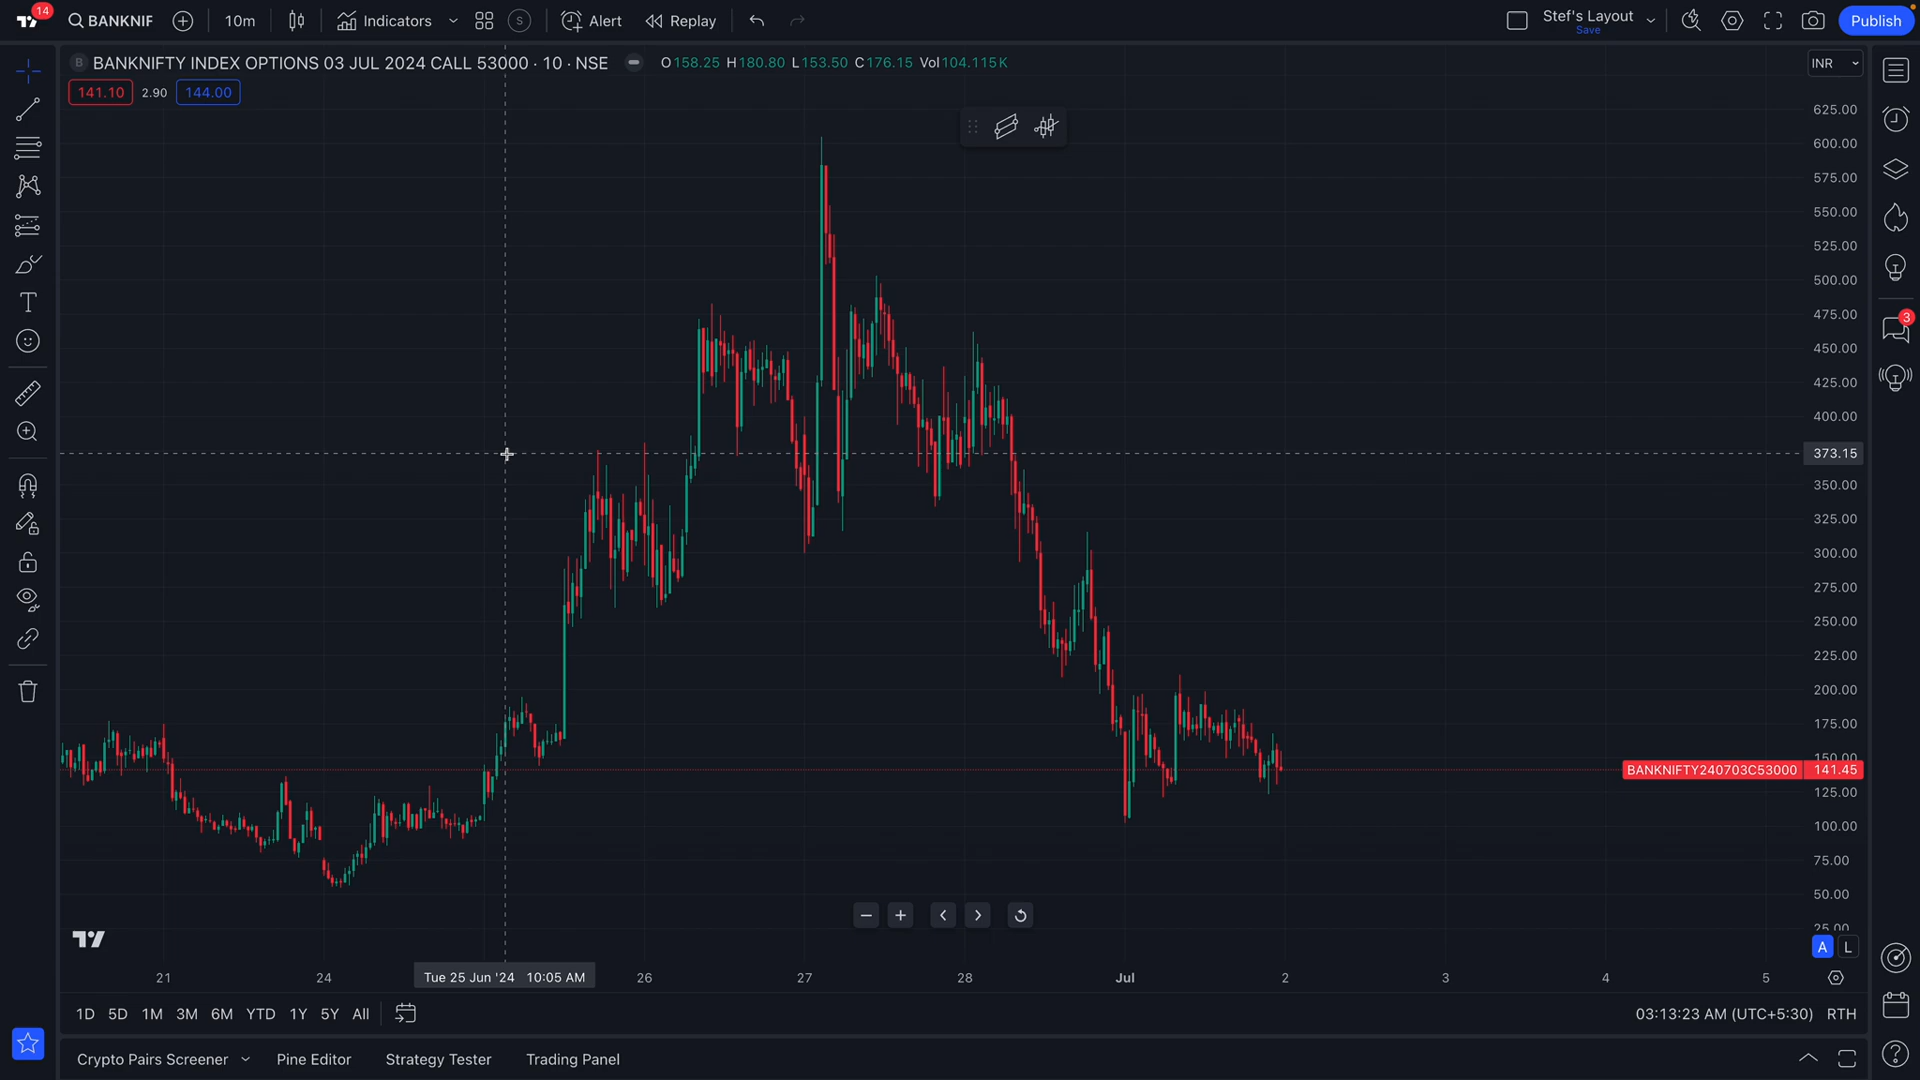 14
BANKNIF
10m
Indicators
S
Alert
Replay
Stef's Layout
Save
Publish
B
BANKNIFTY INDEX OPTIONS 03 JUL 2024 CALL 53000 · 10 · NSE
O158.25 H180.80 L153.50 C176.15 Vol104.115K
INR
141.10
2.90
144.00
625.00
600.00
575.00
550.00
525.00
500.00
475.00
450.00
425.00
400.00
373.15
350.00
325.00
300.00
275.00
250.00
225.00
200.00
175.00
150.00
BANKNIFTY240703C53000
141.45
125.00
100.00
75.00
50.00
25.00
3
A
L
21
24
Tue 25 Jun '24 10:05 AM
26
27
28
Jul
2
3
4
5
1D
5D
1M
3M
6M
YTD
1Y
5Y
All
03:13:23 AM (UTC+5:30)
RTH
Crypto Pairs Screener
Pine Editor
Strategy Tester
Trading Panel